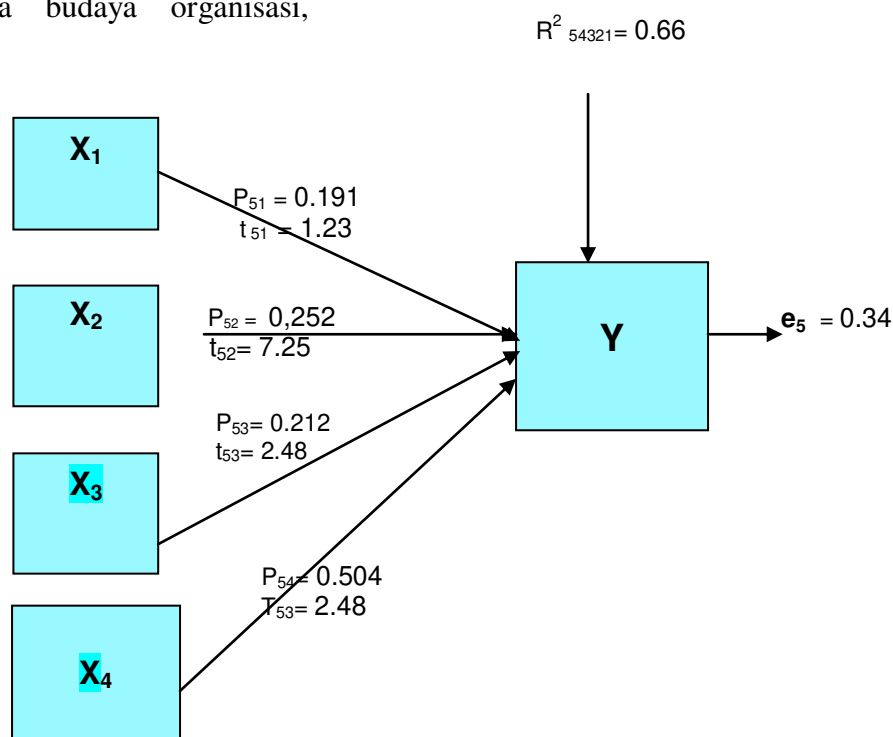 a budaya organisasi,
R² ₅₄₃₂₁= 0.66
X₁
P₅₁ = 0.191
t ₅₁ = 1.23
X₂
P₅₂ = 0,252
t₅₂= 7.25
Y
e₅ = 0.34
P₅₃= 0.212
t₅₃= 2.48
X₃
P₅₄= 0.504
T₅₃= 2.48
X₄